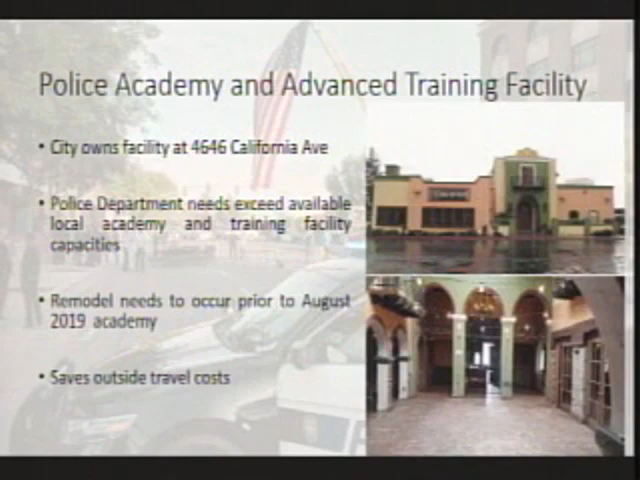 Police Academy and Advanced Training Facility
• City owns facility at 4646 California Ave
• Police Department needs exceed available
local academy and training facility
capacities
• Remodel needs to occur prior to August
2019 academy
• Saves outside travel costs